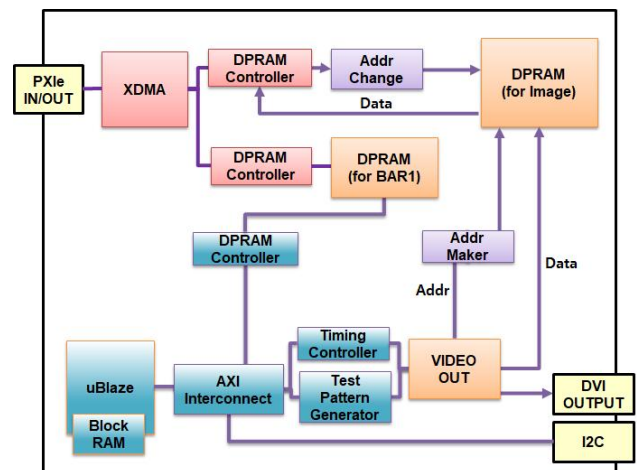 PXIe
IN/OUT
XDMA
DPRAM
Controller
Addr
Change
DPRAM
(for Image)
Data
DPRAM
Controller
DPRAM
(for BAR1)
DPRAM
Controller
Addr
Maker
Data
Addr
Timing
Controller
VIDEO
OUT
uBlaze
AXI
Interconnect
Test
Pattern
Generator
DVI
OUTPUT
Block
RAM
I2C